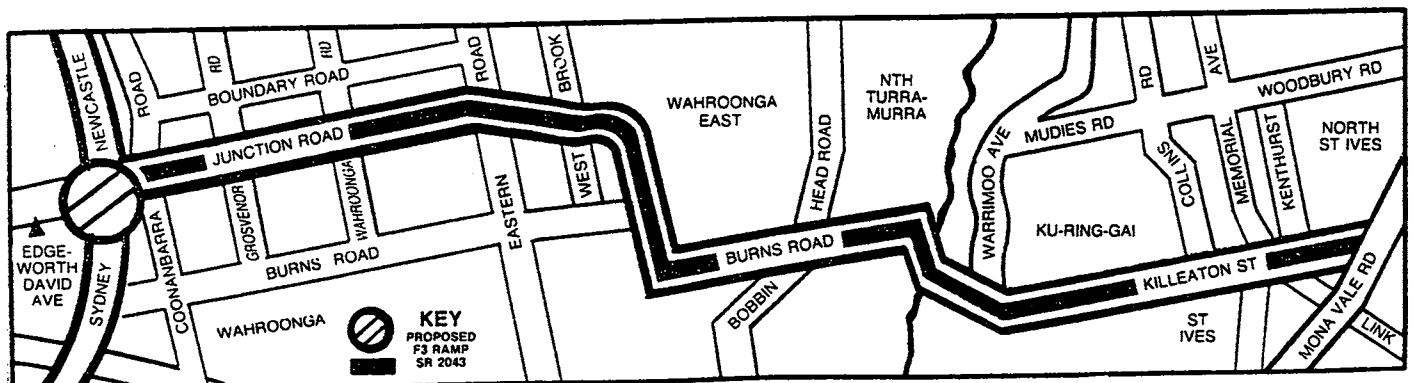 NEWCASTLE
ROAD
RD
BOUNDARY ROAD
RD
ROAD
BROOK
WAHROONGA
EAST
NTH
TURRA-
MURRA
RD
AVE
WOODBURY RD
MUDIES RD
NORTH
ST IVES
JUNCTION ROAD
HEAD ROAD
WARRIMOO AVE
COLLINS
MEMORIAL
KENTHURST
EDGE-
WORTH
DAVID
AVE
SYDNEY
COONANBARRA
GROSVENOR
WAHROONGA
BURNS ROAD
EASTERN
WEST
BURNS ROAD
KU-RING-GAI
KILLEATON ST
WAHROONGA
KEY
PROPOSED
F3 RAMP
SR 2043
BOBBIN
ST
IVES
MONA VALE RD
LINK